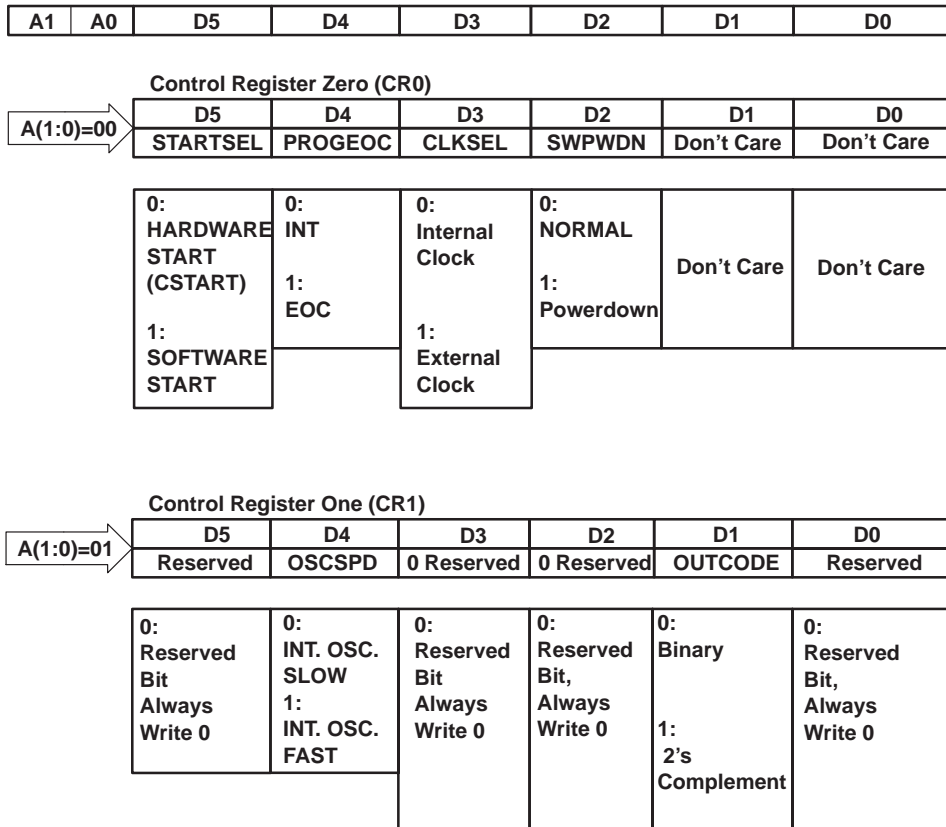 A1 A0 D5 D4 D3 D2 D1 D0
Control Register Zero (CR0)
A(1:0)=00
D5 D4 D3 D2 D1 D0
STARTSEL PROGEOC CLKSEL SWPWDN Don't Care Don't Care
0:
HARDWARE
START
(CSTART)
1:
SOFTWARE
START
0:
INT
1:
EOC
0:
Internal
Clock
1:
External
Clock
0:
NORMAL
1:
Powerdown
Don't Care
Don't Care
Control Register One (CR1)
A(1:0)=01
D5 D4 D3 D2 D1 D0
Reserved OSCSPD 0 Reserved 0 Reserved OUTCODE Reserved
0:
Reserved
Bit
Always
Write 0
0:
INT. OSC.
SLOW
1:
INT. OSC.
FAST
0:
Reserved
Bit
Always
Write 0
0:
Reserved
Bit,
Always
Write 0
0:
Binary
1:
2's
Complement
0:
Reserved
Bit,
Always
Write 0